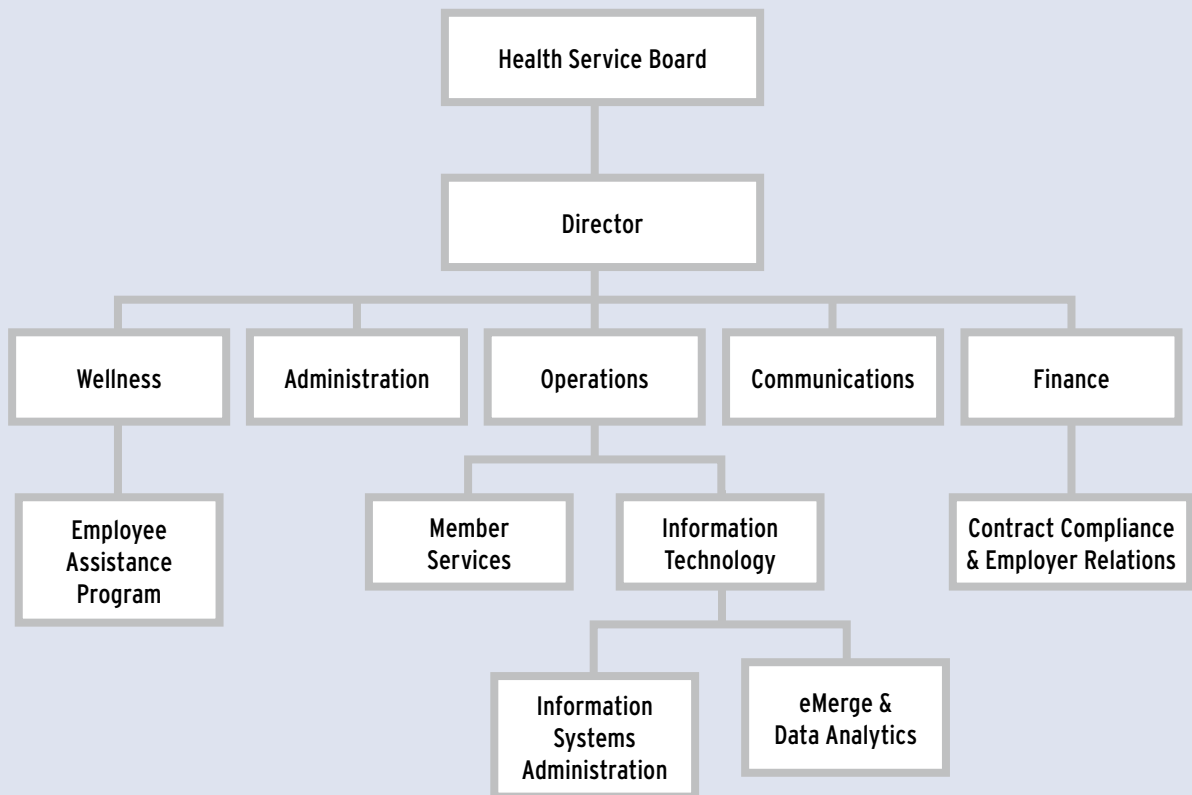 Health Service Board
Director
Wellness
Administration
Operations
Communications
Finance
Employee
Assistance
Program
Member
Services
Information
Technology
Contract Compliance
& Employer Relations
Information
Systems
Administration
eMerge &
Data Analytics